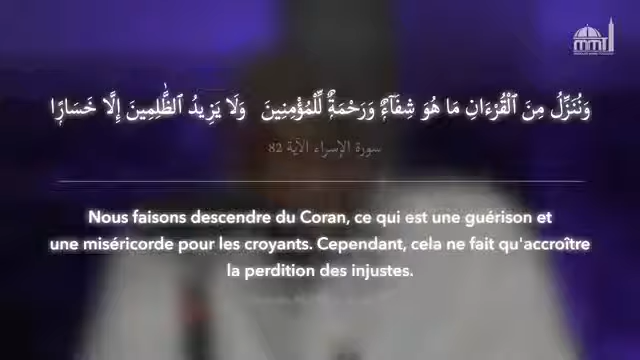 MMT
وَنُنَزِّلُ مِنَ ٱلْقُرْءَانِ مَا هُوَ شِفَآءٌ وَرَحْمَةٌ لِّلْمُؤْمِنِينَ وَلَا يَزِيدُ ٱلظَّٰلِمِينَ إِلَّا خَسَارًا
سورة الإسراء الآية 82
Nous faisons descendre du Coran, ce qui est une guérison et
une miséricorde pour les croyants. Cependant, cela ne fait qu'accroître
la perdition des injustes.